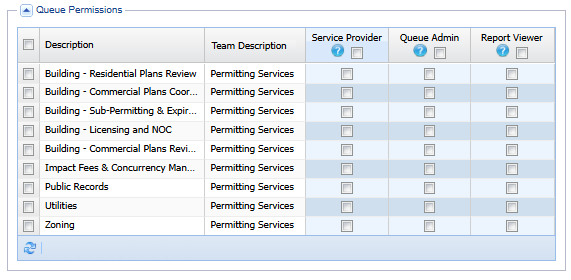 Queue Permissions
Description Team Description Service Provider ? Queue Admin ? Report Viewer ?
Building - Residential Plans Review Permitting Services
Building - Commercial Plans Coor... Permitting Services
Building - Sub-Permitting & Expir... Permitting Services
Building - Licensing and NOC Permitting Services
Building - Commercial Plans Revi... Permitting Services
Impact Fees & Concurrency Man... Permitting Services
Public Records Permitting Services
Utilities Permitting Services
Zoning Permitting Services